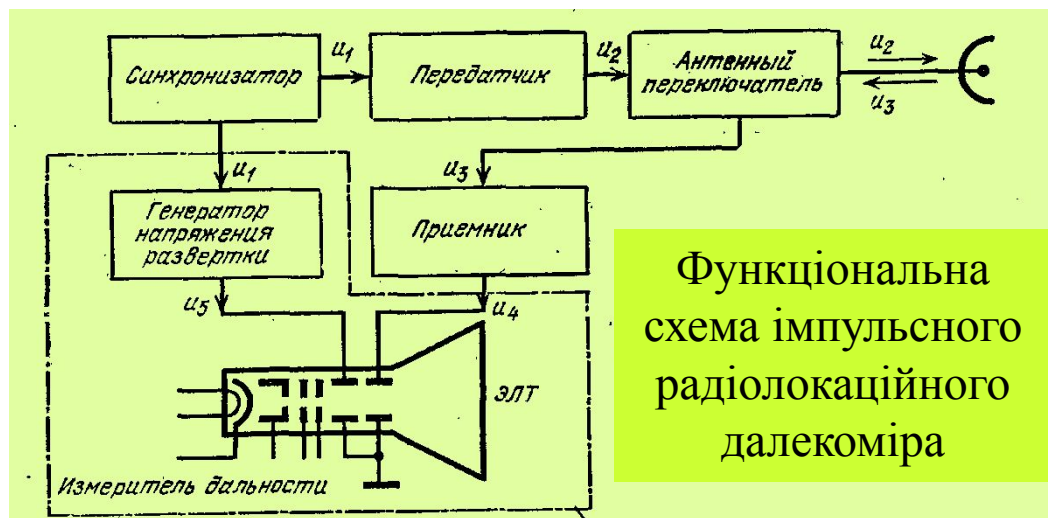 Синхронизатор
u1
Передатчик
u2
Антенный
переключатель
u2
u3
u1
u3
Генератор
напряжения
развертки
Приемник
u5
u4
ЭЛТ
Измеритель дальности
Функціональна
схема імпульсного
радіолокаційного
далекоміра